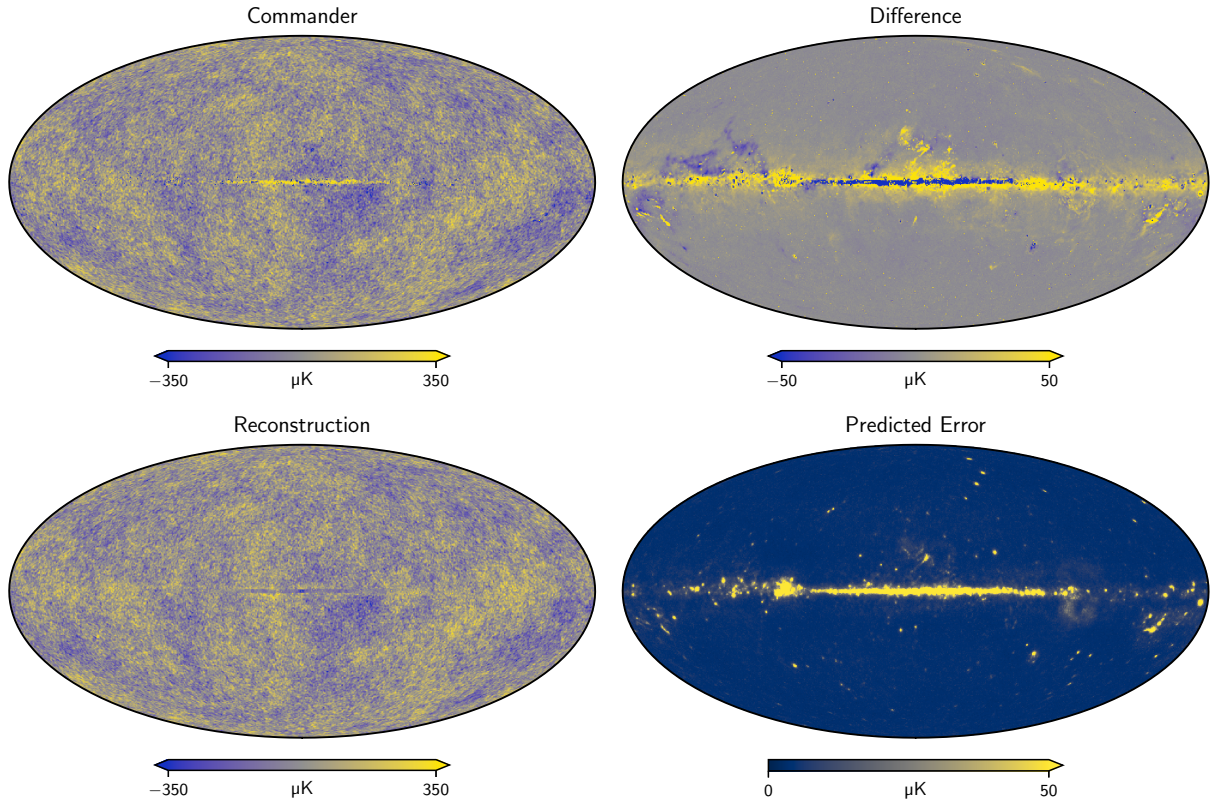 Commander
Difference
−350 μK 350
−50 μK 50
Reconstruction
Predicted Error
−350 μK 350
0 μK 50